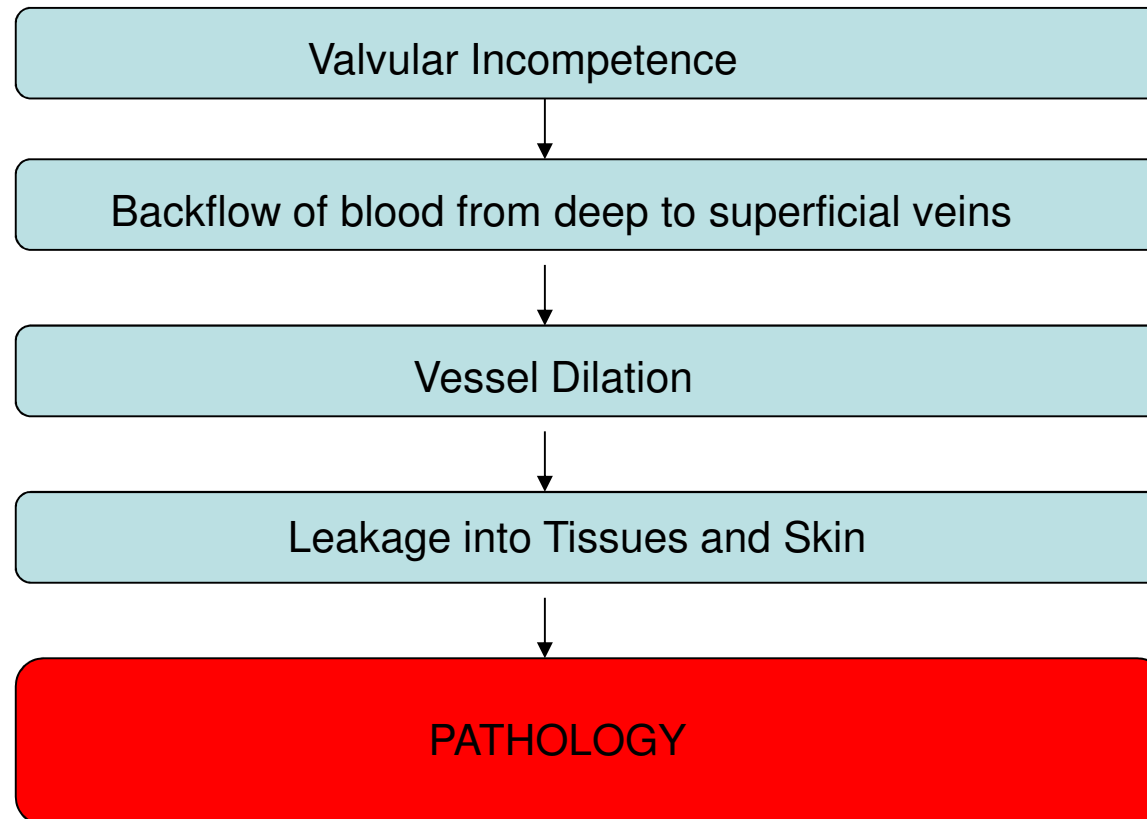 Valvular Incompetence
Backflow of blood from deep to superficial veins
Vessel Dilation
Leakage into Tissues and Skin
PATHOLOGY